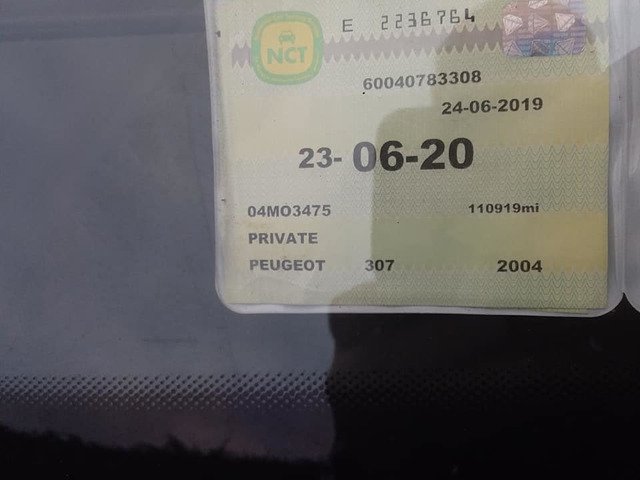 E 2236764
NCT
60040783308
24-06-2019
23- 06-20
04MO3475 110919mi
PRIVATE
PEUGEOT 307 2004